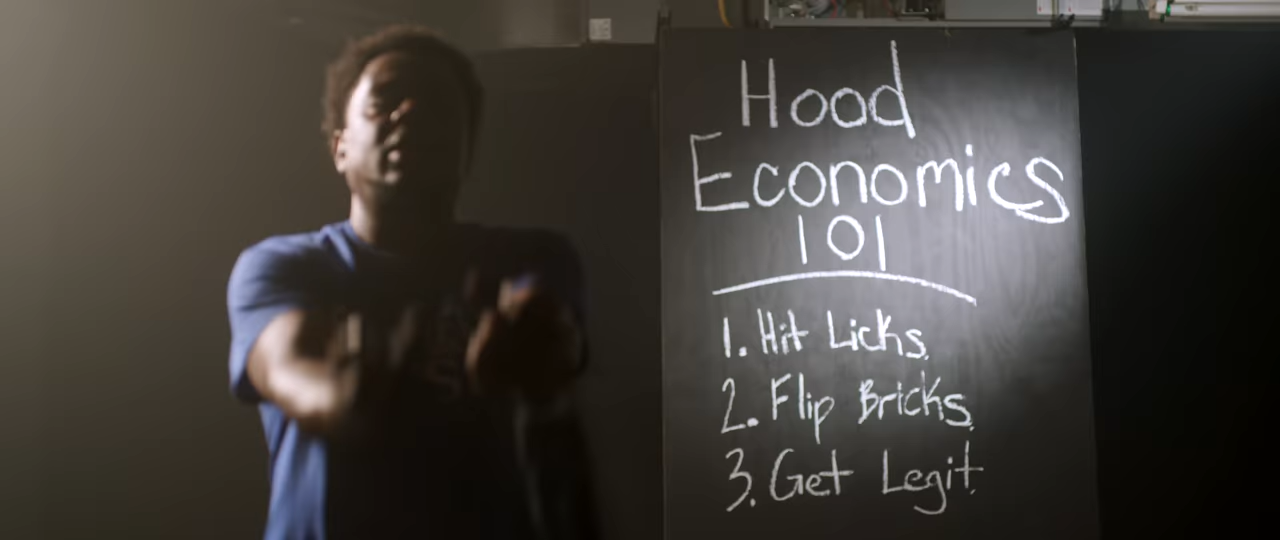 Hood
Economics
101
1. Hit Licks.
2. Flip Bricks.
3. Get Legit.